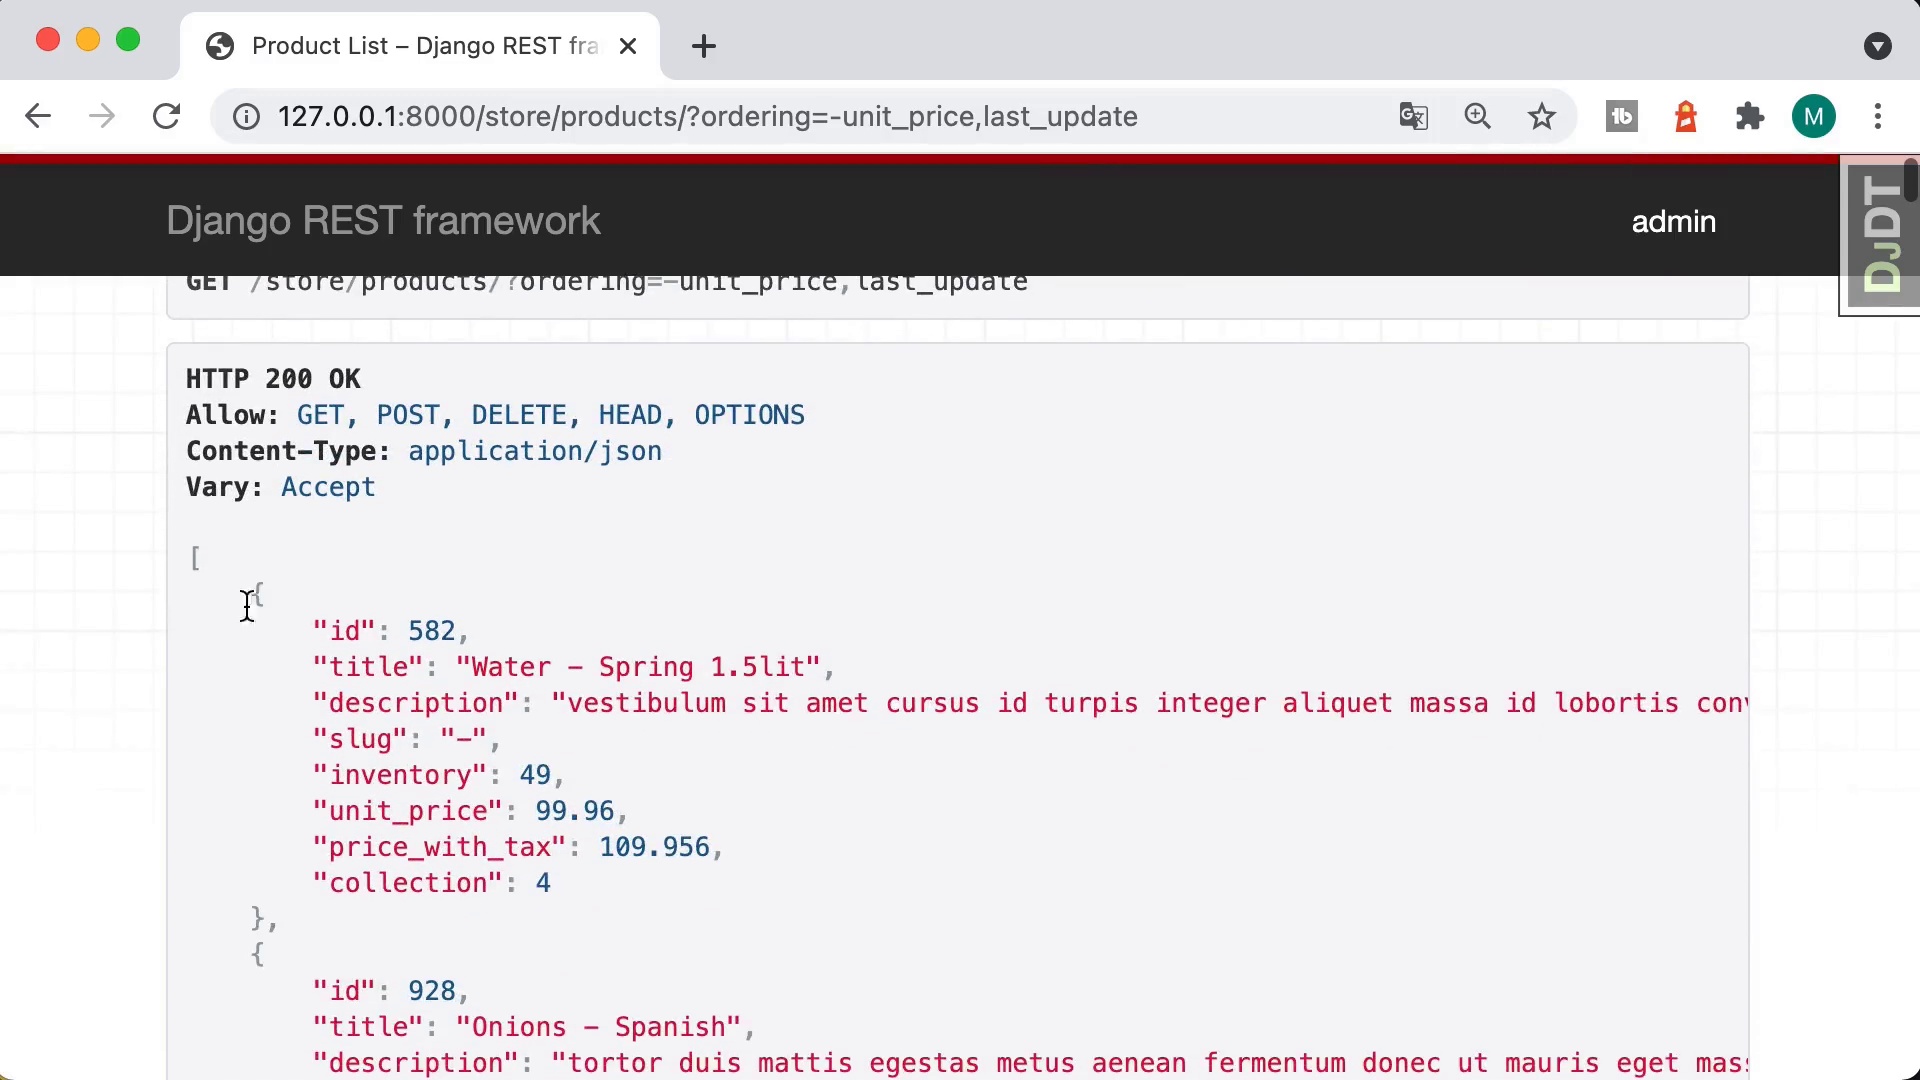 Product List – Django REST fra
127.0.0.1:8000/store/products/?ordering=-unit_price,last_update
M
Django REST framework
admin
DJDT
GET /store/products/?ordering=-unit_price,last_update
HTTP 200 OK
Allow: GET, POST, DELETE, HEAD, OPTIONS
Content-Type: application/json
Vary: Accept
[
{
"id": 582,
"title": "Water - Spring 1.5lit",
"description": "vestibulum sit amet cursus id turpis integer aliquet massa id lobortis conv
"slug": "-",
"inventory": 49,
"unit_price": 99.96,
"price_with_tax": 109.956,
"collection": 4
},
{
"id": 928,
"title": "Onions - Spanish",
"description": "tortor duis mattis egestas metus aenean fermentum donec ut mauris eget mass